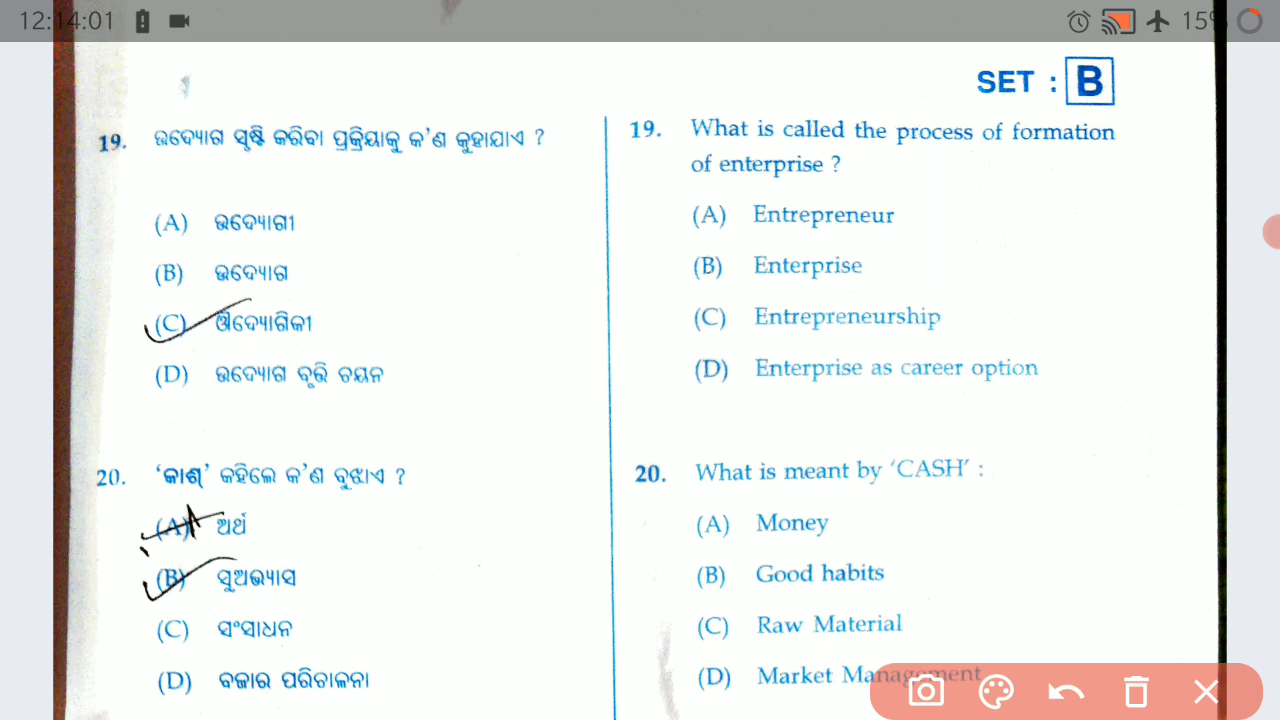 12:14:01
15%
SET : B
19. ଉଦ୍ୟୋଗ ସୃଷ୍ଟି କରିବା ପ୍ରକ୍ରିୟାକୁ କ'ଣ କୁହାଯାଏ ?
(A) ଉଦ୍ୟୋଗୀ
(B) ଉଦ୍ୟୋଗ
(C) ଔଦ୍ୟୋଗିକୀ
(D) ଉଦ୍ୟୋଗ ବୃତ୍ତି ଚୟନ
20. 'କାଶ୍' କହିଲେ କ'ଣ ବୁଝାଏ ?
(A) ଅର୍ଥ
(B) ସୁଅଭ୍ୟାସ
(C) ସଂସାଧନ
(D) ବଜାର ପରିଚାଳନା
19. What is called the process of formation
of enterprise ?
(A) Entrepreneur
(B) Enterprise
(C) Entrepreneurship
(D) Enterprise as career option
20. What is meant by 'CASH' :
(A) Money
(B) Good habits
(C) Raw Material
(D) Market Management